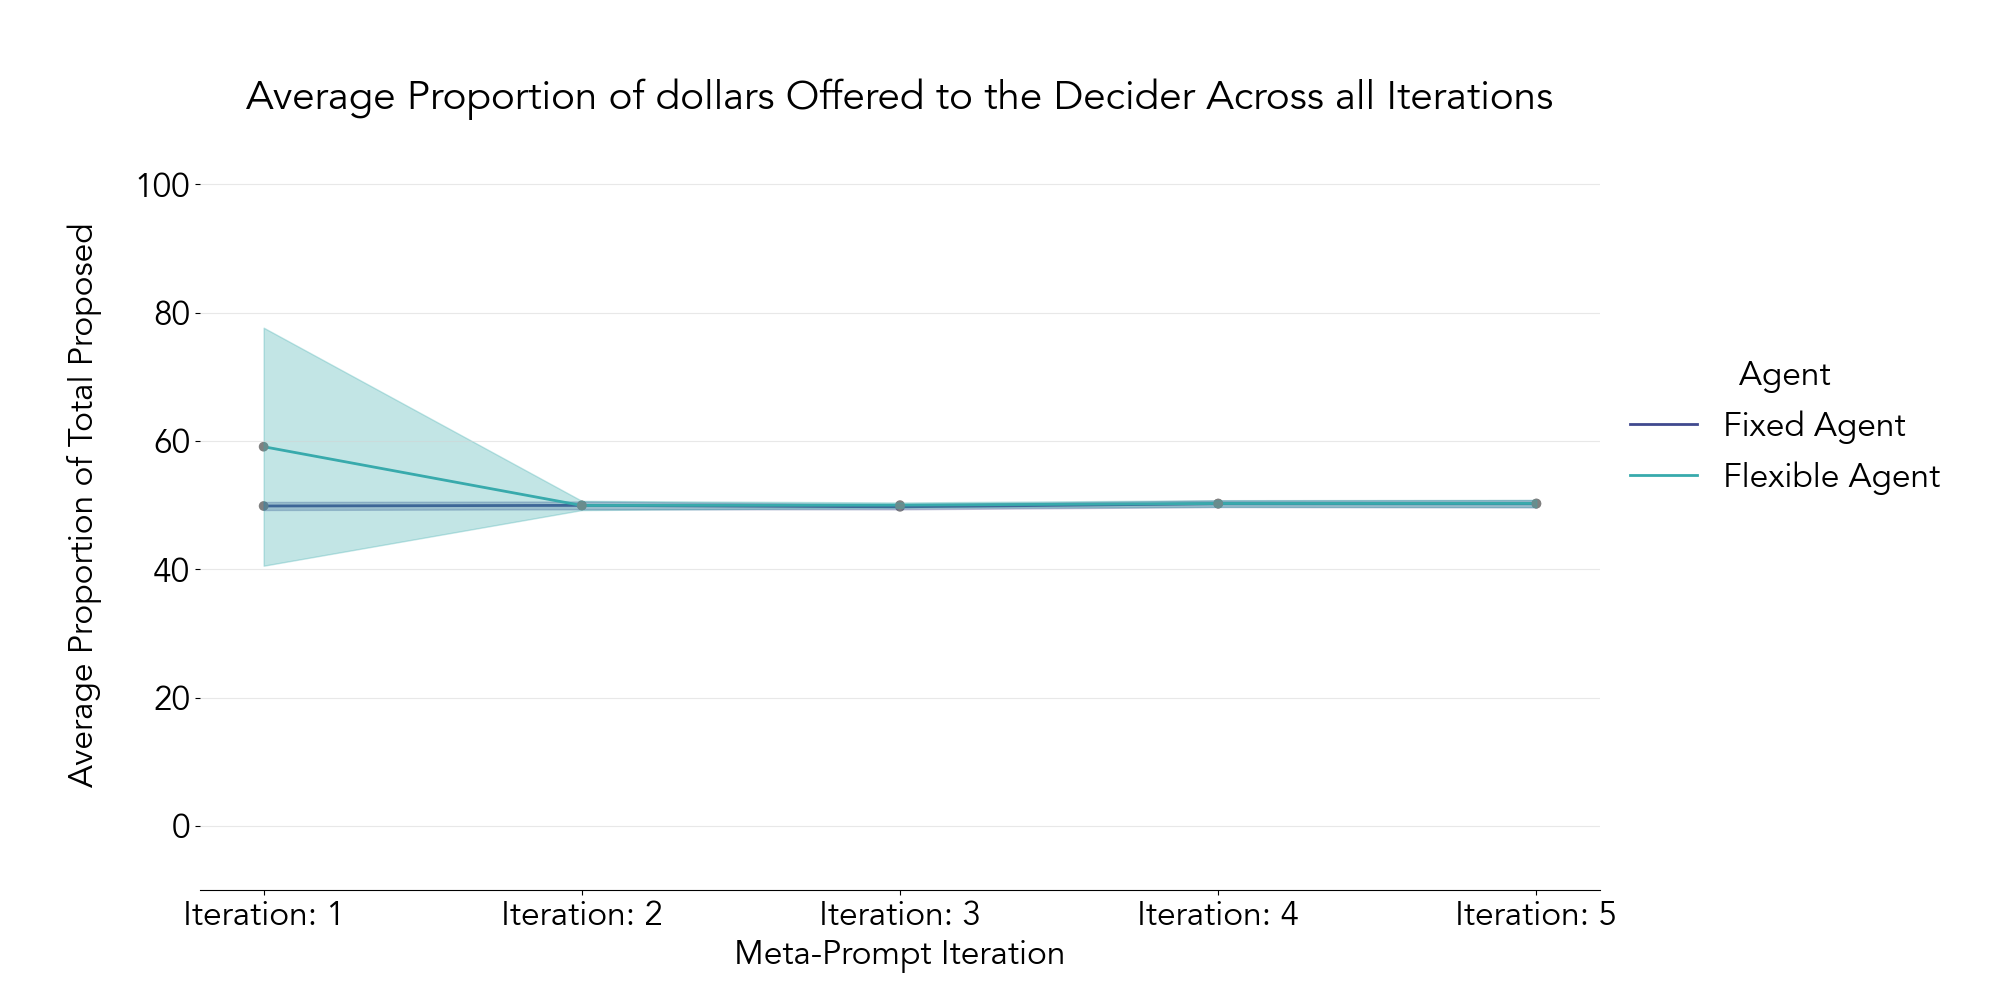 Average Proportion of dollars Offered to the Decider Across all Iterations
Average Proportion of Total Proposed
100
80
60
40
20
0
Iteration: 1
Iteration: 2
Iteration: 3
Iteration: 4
Iteration: 5
Meta-Prompt Iteration
Agent
Fixed Agent
Flexible Agent